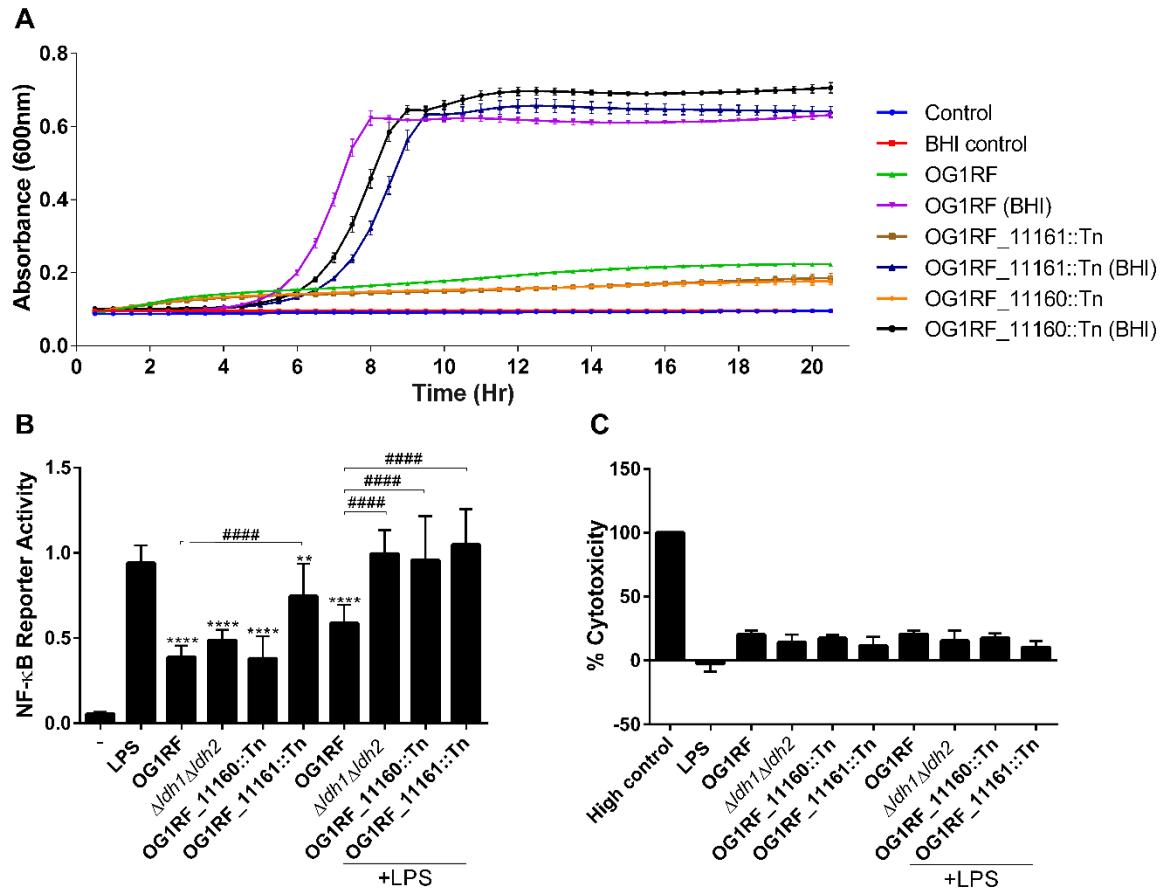 A
Absorbance (600nm)
0.8
0.6
0.4
0.2
0.0
0 2 4 6 8 10 12 14 16 18 20
Time (Hr)
Control
BHI control
OG1RF
OG1RF (BHI)
OG1RF_11161::Tn
OG1RF_11161::Tn (BHI)
OG1RF_11160::Tn
OG1RF_11160::Tn (BHI)
B
NF-κB Reporter Activity
1.5
1.0
0.5
0.0
####
####
####
####
**
****
****
****
****
-
LPS
OG1RF
Δldh1Δldh2
OG1RF_11160::Tn
OG1RF_11161::Tn
OG1RF
Δldh1Δldh2
OG1RF_11160::Tn
OG1RF_11161::Tn
+LPS
C
% Cytotoxicity
150
100
50
0
-50
High control
LPS
OG1RF
Δldh1Δldh2
OG1RF_11160::Tn
OG1RF_11161::Tn
OG1RF
Δldh1Δldh2
OG1RF_11160::Tn
OG1RF_11161::Tn
+LPS